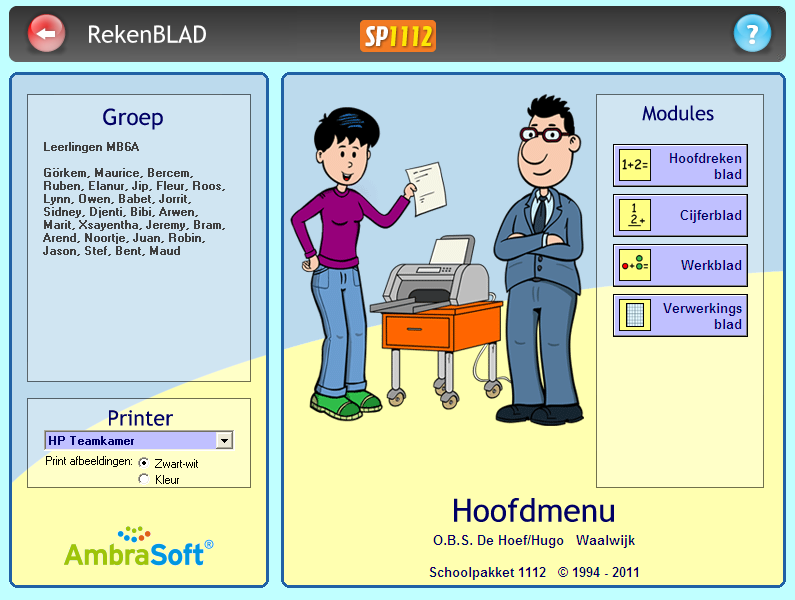 RekenBLAD
SP1112
?
Groep
Leerlingen MB6A
Görkem, Maurice, Bercem,
Ruben, Elanur, Jip, Fleur, Roos,
Lynn, Owen, Babet, Jorrit,
Sidney, Djenti, Bibi, Arwen,
Marit, Xsayentha, Jeremy, Bram,
Arend, Noortje, Juan, Robin,
Jason, Stef, Bent, Maud
Printer
HP Teamkamer
Print afbeeldingen:
Zwart-wit
Kleur
AmbraSoft®
Modules
1+2=
Hoofdreken
blad
1
2+
Cijferblad
+ =
Werkblad
Verwerkings
blad
Hoofdmenu
O.B.S. De Hoef/Hugo Waalwijk
Schoolpakket 1112 © 1994 - 2011